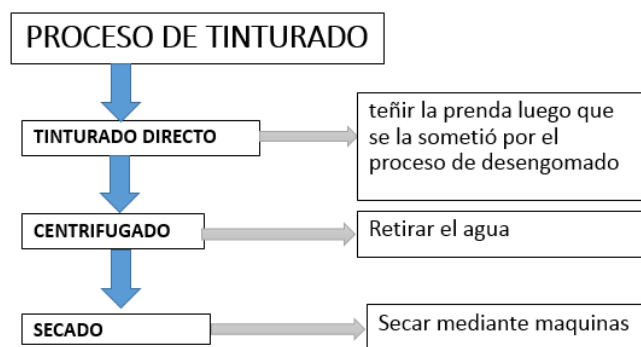 PROCESO DE TINTURADO
TINTURADO DIRECTO
teñir la prenda luego que
se la sometió por el
proceso de desengomado
CENTRIFUGADO
Retirar el agua
SECADO
Secar mediante maquinas